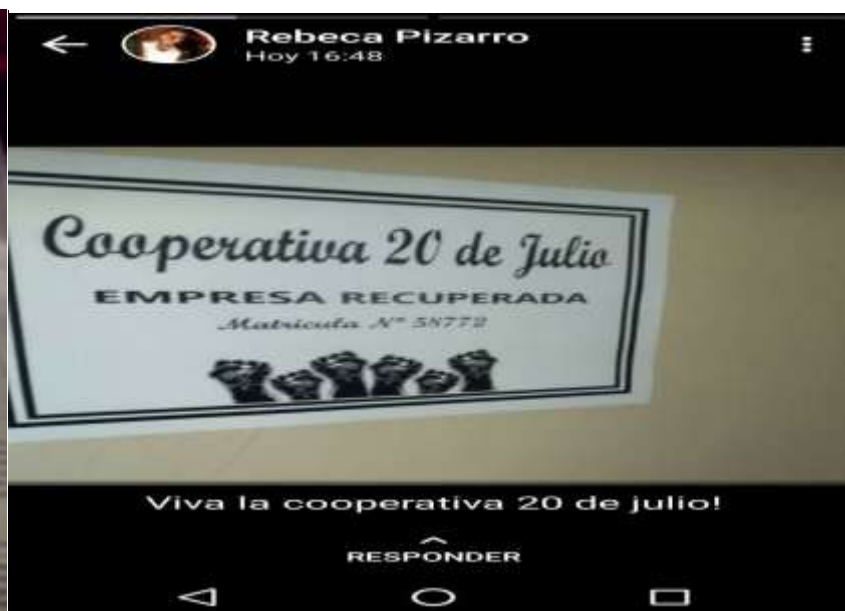 Rebeca Pizarro
Hoy 16:48
Cooperativa 20 de Julio
EMPRESA RECUPERADA
Matricula Nº 58772
Viva la cooperativa 20 de julio!
RESPONDER